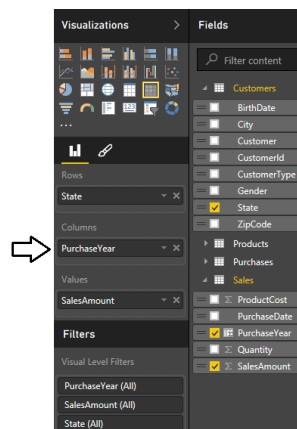 Visualizations
Rows
State
Columns
PurchaseYear
Values
SalesAmount
Filters
Visual Level Filters
PurchaseYear (All)
SalesAmount (All)
State (All)
Fields
Filter content
Customers
BirthDate
City
Customer
CustomerId
CustomerType
Gender
State
ZipCode
Products
Purchases
Sales
ProductCost
PurchaseDate
PurchaseYear
Quantity
SalesAmount